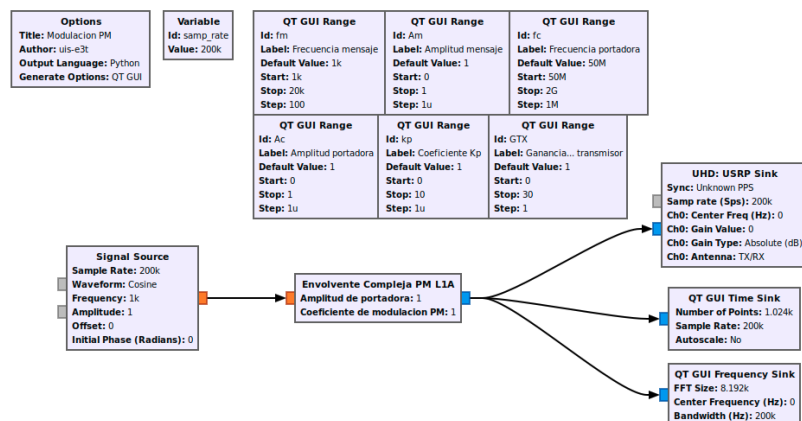 Options
Title: Modulacion PM
Author: uis-e3t
Output Language: Python
Generate Options: QT GUI
Variable
Id: samp_rate
Value: 200k
QT GUI Range
Id: fm
Label: Frecuencia mensaje
Default Value: 1k
Start: 1k
Stop: 20k
Step: 100
QT GUI Range
Id: Am
Label: Amplitud mensaje
Default Value: 1
Start: 0
Stop: 1
Step: 1u
QT GUI Range
Id: fc
Label: Frecuencia portadora
Default Value: 50M
Start: 50M
Stop: 2G
Step: 1M
QT GUI Range
Id: Ac
Label: Amplitud portadora
Default Value: 1
Start: 0
Stop: 1
Step: 1u
QT GUI Range
Id: kp
Label: Coeficiente Kp
Default Value: 1
Start: 0
Stop: 10
Step: 1u
QT GUI Range
Id: GTX
Label: Ganancia... transmisor
Default Value: 1
Start: 0
Stop: 30
Step: 1
UHD: USRP Sink
Sync: Unknown PPS
Samp rate (Sps): 200k
Ch0: Center Freq (Hz): 0
Ch0: Gain Value: 0
Ch0: Gain Type: Absolute (dB)
Ch0: Antenna: TX/RX
Signal Source
Sample Rate: 200k
Waveform: Cosine
Frequency: 1k
Amplitude: 1
Offset: 0
Initial Phase (Radians): 0
Envolvente Compleja PM L1A
Amplitud de portadora: 1
Coeficiente de modulacion PM: 1
QT GUI Time Sink
Number of Points: 1.024k
Sample Rate: 200k
Autoscale: No
QT GUI Frequency Sink
FFT Size: 8.192k
Center Frequency (Hz): 0
Bandwidth (Hz): 200k